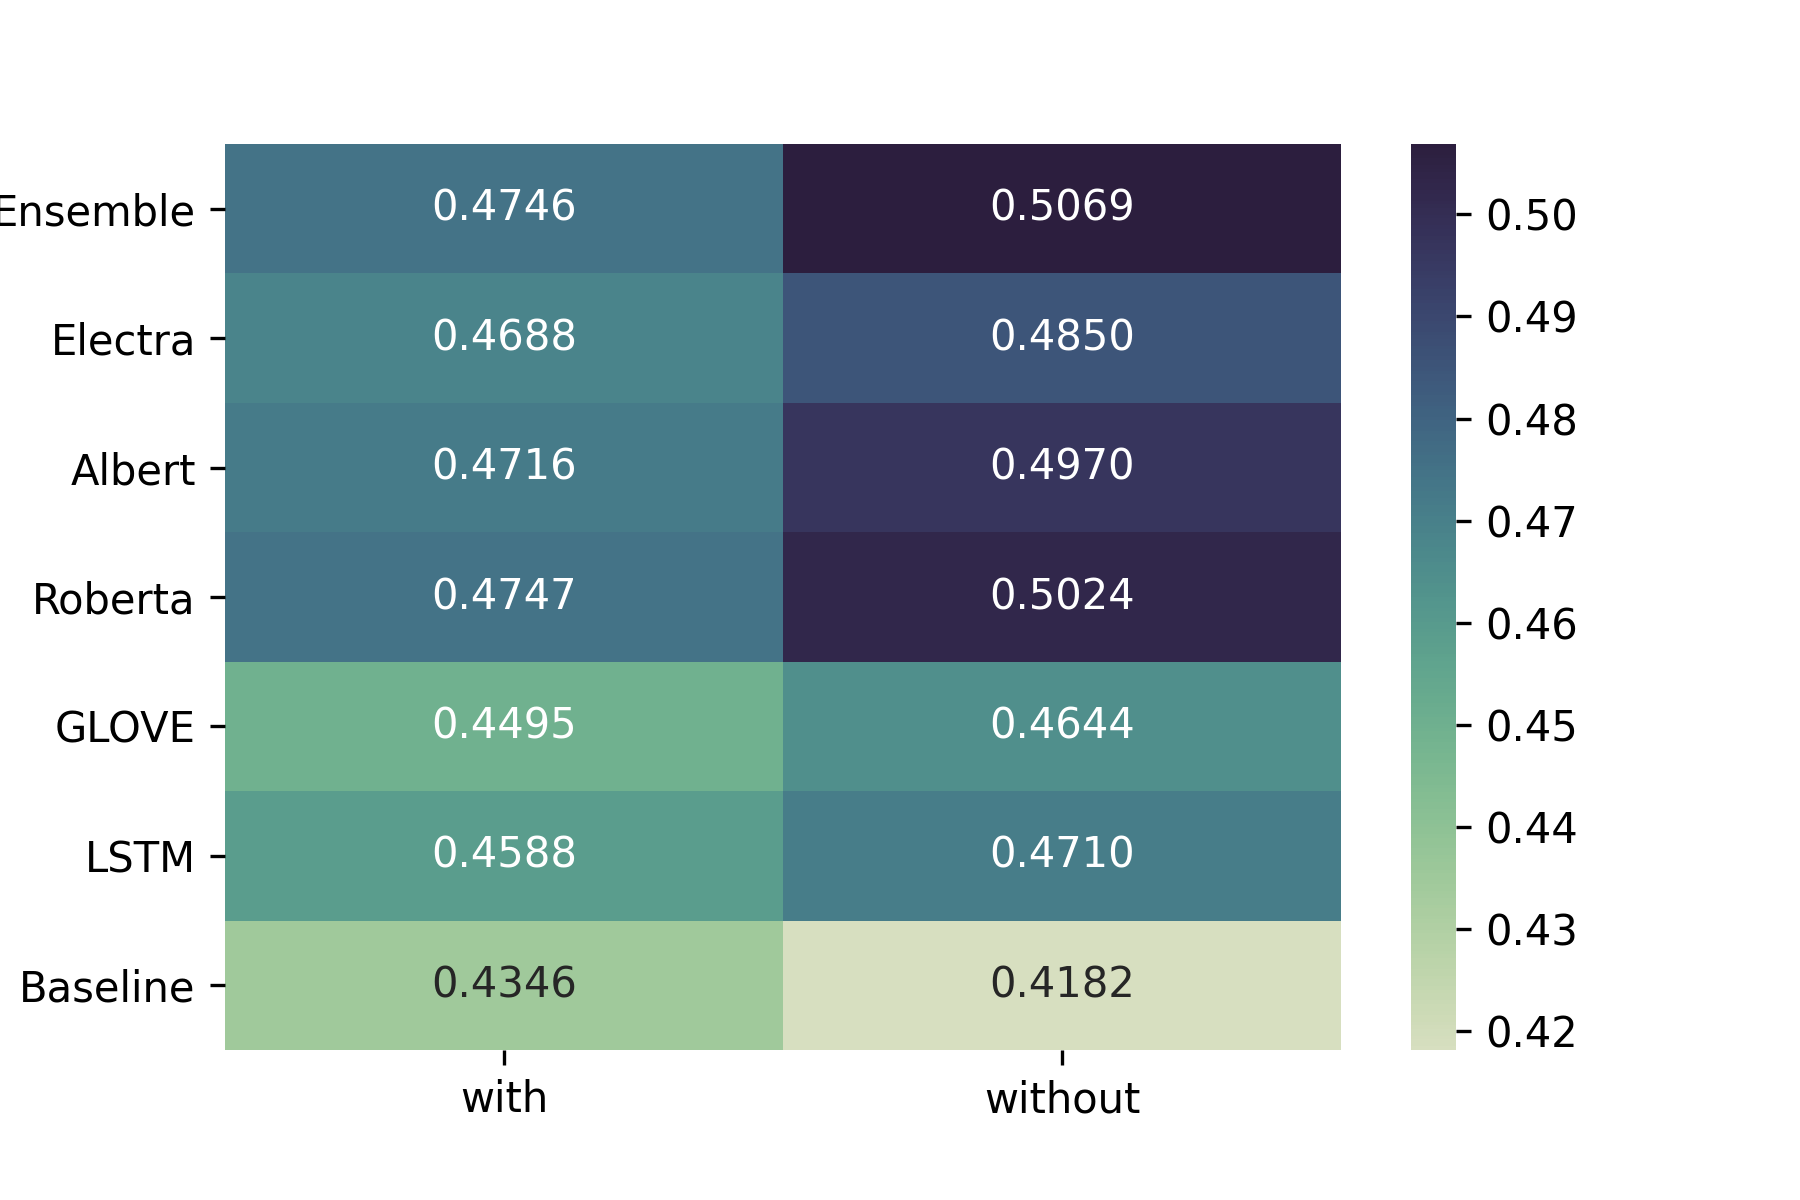 Ensemble 0.4746 0.5069 0.50
0.49
Electra 0.4688 0.4850
0.48
Albert 0.4716 0.4970
0.47
Roberta 0.4747 0.5024
0.46
GLOVE 0.4495 0.4644 0.45
0.44
LSTM 0.4588 0.4710
0.43
Baseline 0.4346 0.4182
0.42
with without